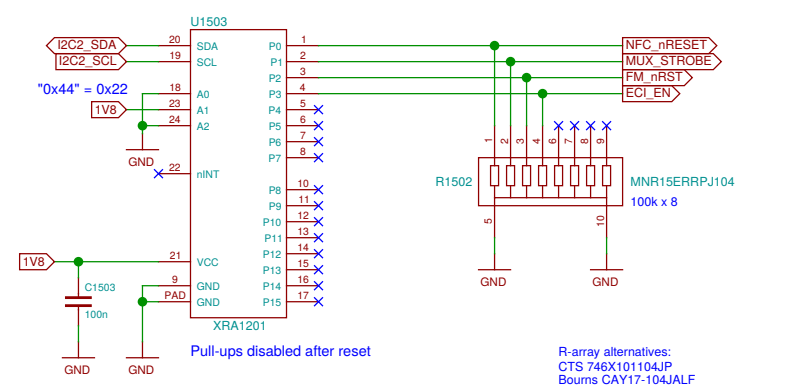 U1503
I2C2_SDA
20
SDA
P0
1
NFC_nRESET
I2C2_SCL
19
SCL
P1
2
MUX_STROBE
P2
3
FM_nRST
"0x44" = 0x22
18
A0
P3
4
ECI_EN
1V8
23
A1
P4
5
24
A2
P5
6
P6
7
P7
8
GND
22
nINT
P8
10
P9
11
P10
12
P11
13
P12
14
P13
15
P14
16
P15
17
1 2 3 4 6 7 8 9
R1502
MNR15ERRPJ104
100k x 8
5
10
GND
GND
1V8
21
VCC
C1503
100n
9
GND
PAD
GND
XRA1201
GND
GND
Pull-ups disabled after reset
R-array alternatives:
CTS 746X101104JP
Bourns CAY17-104JALF